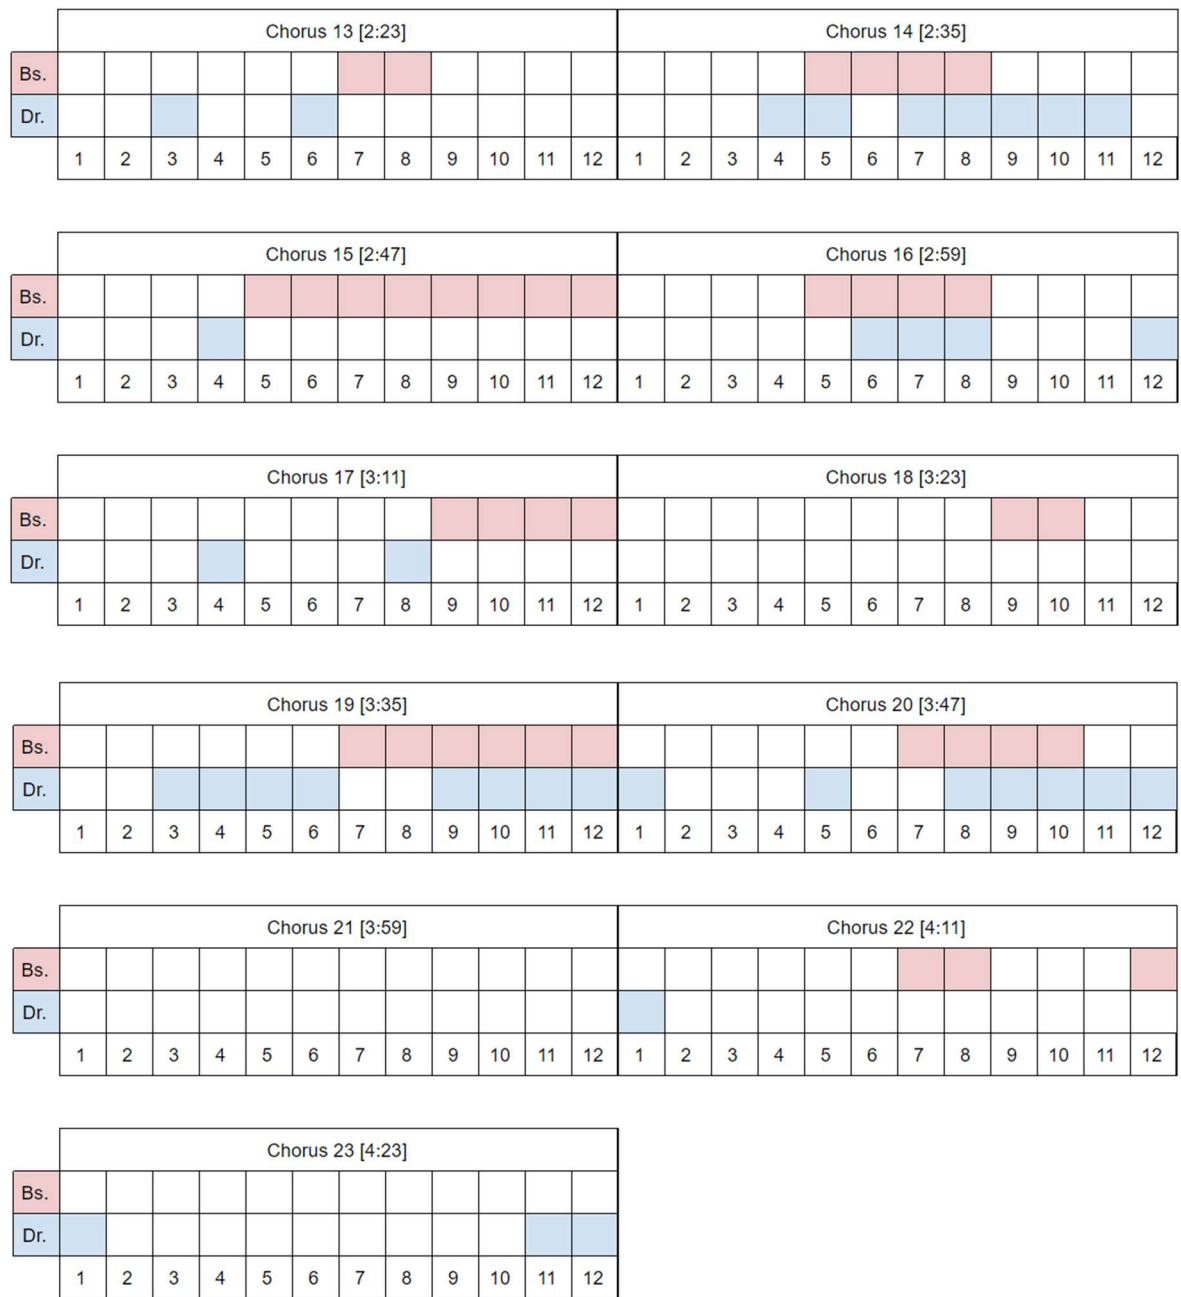 Chorus 13 [2:23] Chorus 14 [2:35]
Bs.
Dr.
1 2 3 4 5 6 7 8 9 10 11 12 1 2 3 4 5 6 7 8 9 10 11 12
Chorus 15 [2:47] Chorus 16 [2:59]
Bs.
Dr.
1 2 3 4 5 6 7 8 9 10 11 12 1 2 3 4 5 6 7 8 9 10 11 12
Chorus 17 [3:11] Chorus 18 [3:23]
Bs.
Dr.
1 2 3 4 5 6 7 8 9 10 11 12 1 2 3 4 5 6 7 8 9 10 11 12
Chorus 19 [3:35] Chorus 20 [3:47]
Bs.
Dr.
1 2 3 4 5 6 7 8 9 10 11 12 1 2 3 4 5 6 7 8 9 10 11 12
Chorus 21 [3:59] Chorus 22 [4:11]
Bs.
Dr.
1 2 3 4 5 6 7 8 9 10 11 12 1 2 3 4 5 6 7 8 9 10 11 12
Chorus 23 [4:23]
Bs.
Dr.
1 2 3 4 5 6 7 8 9 10 11 12